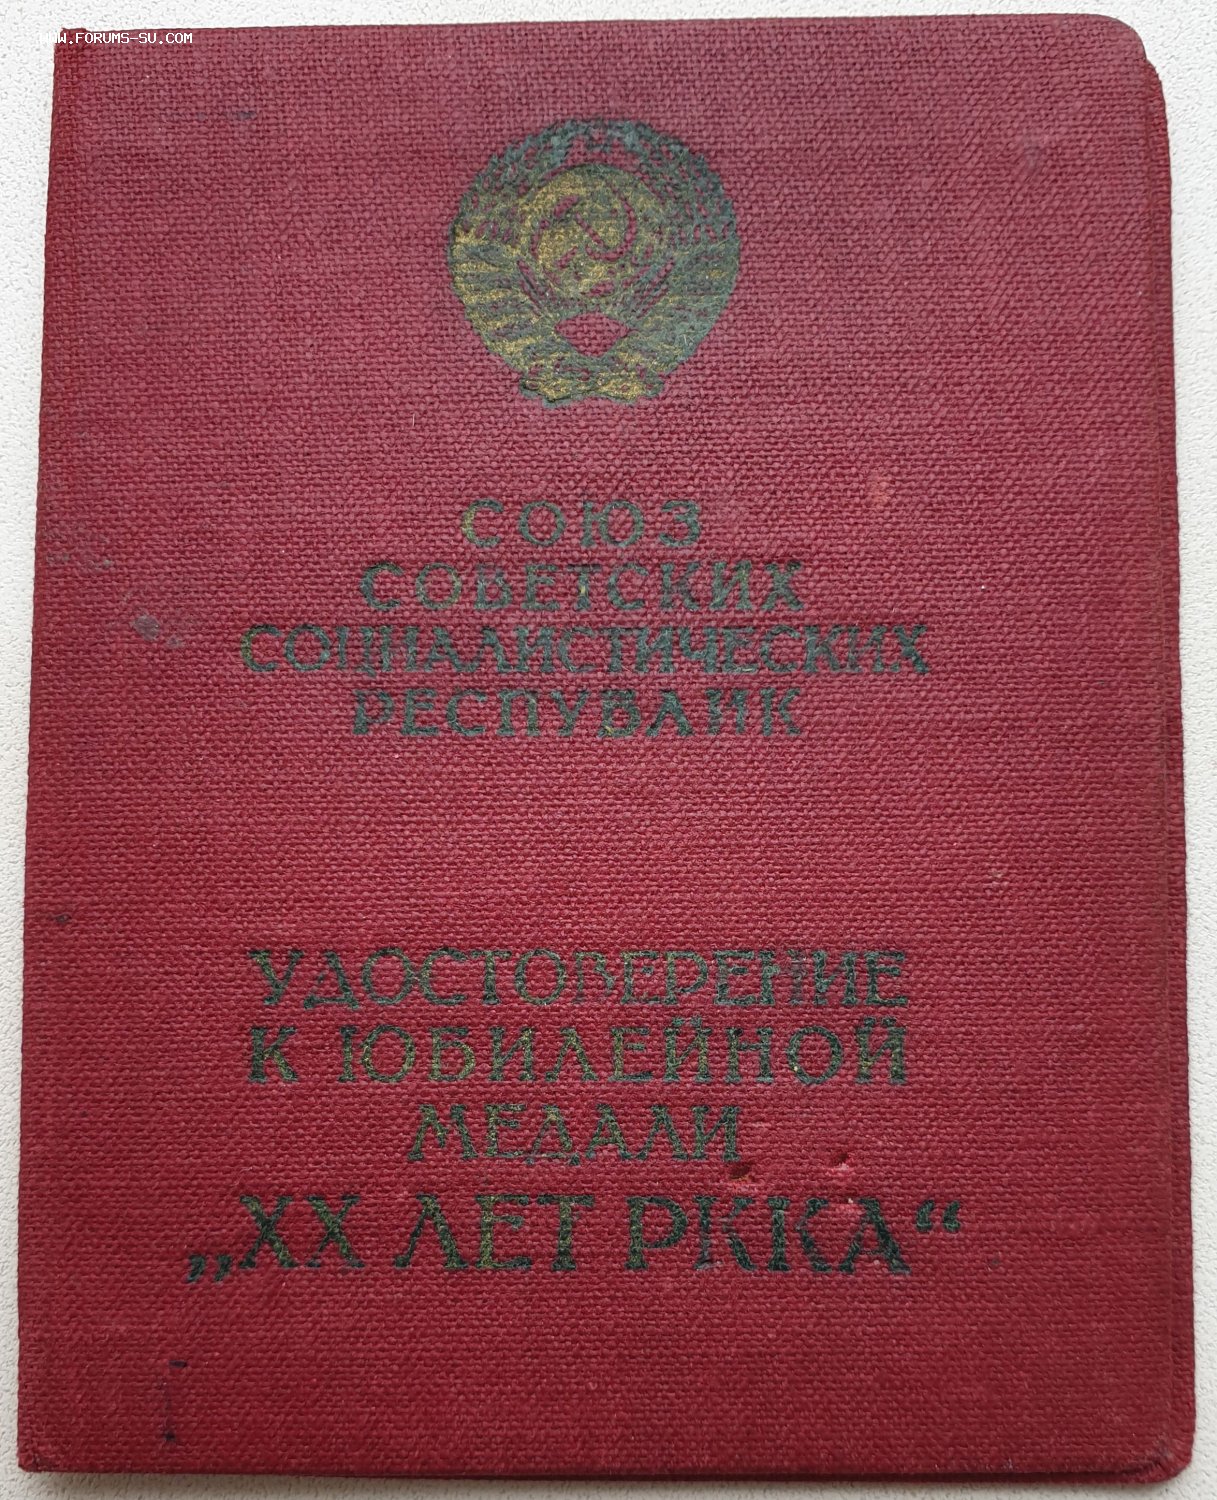 WWW.FORUMS-SU.COM
СОЮЗ
СОВЕТСКИХ
СОЦИАЛИСТИЧЕСКИХ
РЕСПУБЛИК
УДОСТОВЕРЕНИЕ
К ЮБИЛЕЙНОЙ
МЕДАЛИ
„XX ЛЕТ РККА“